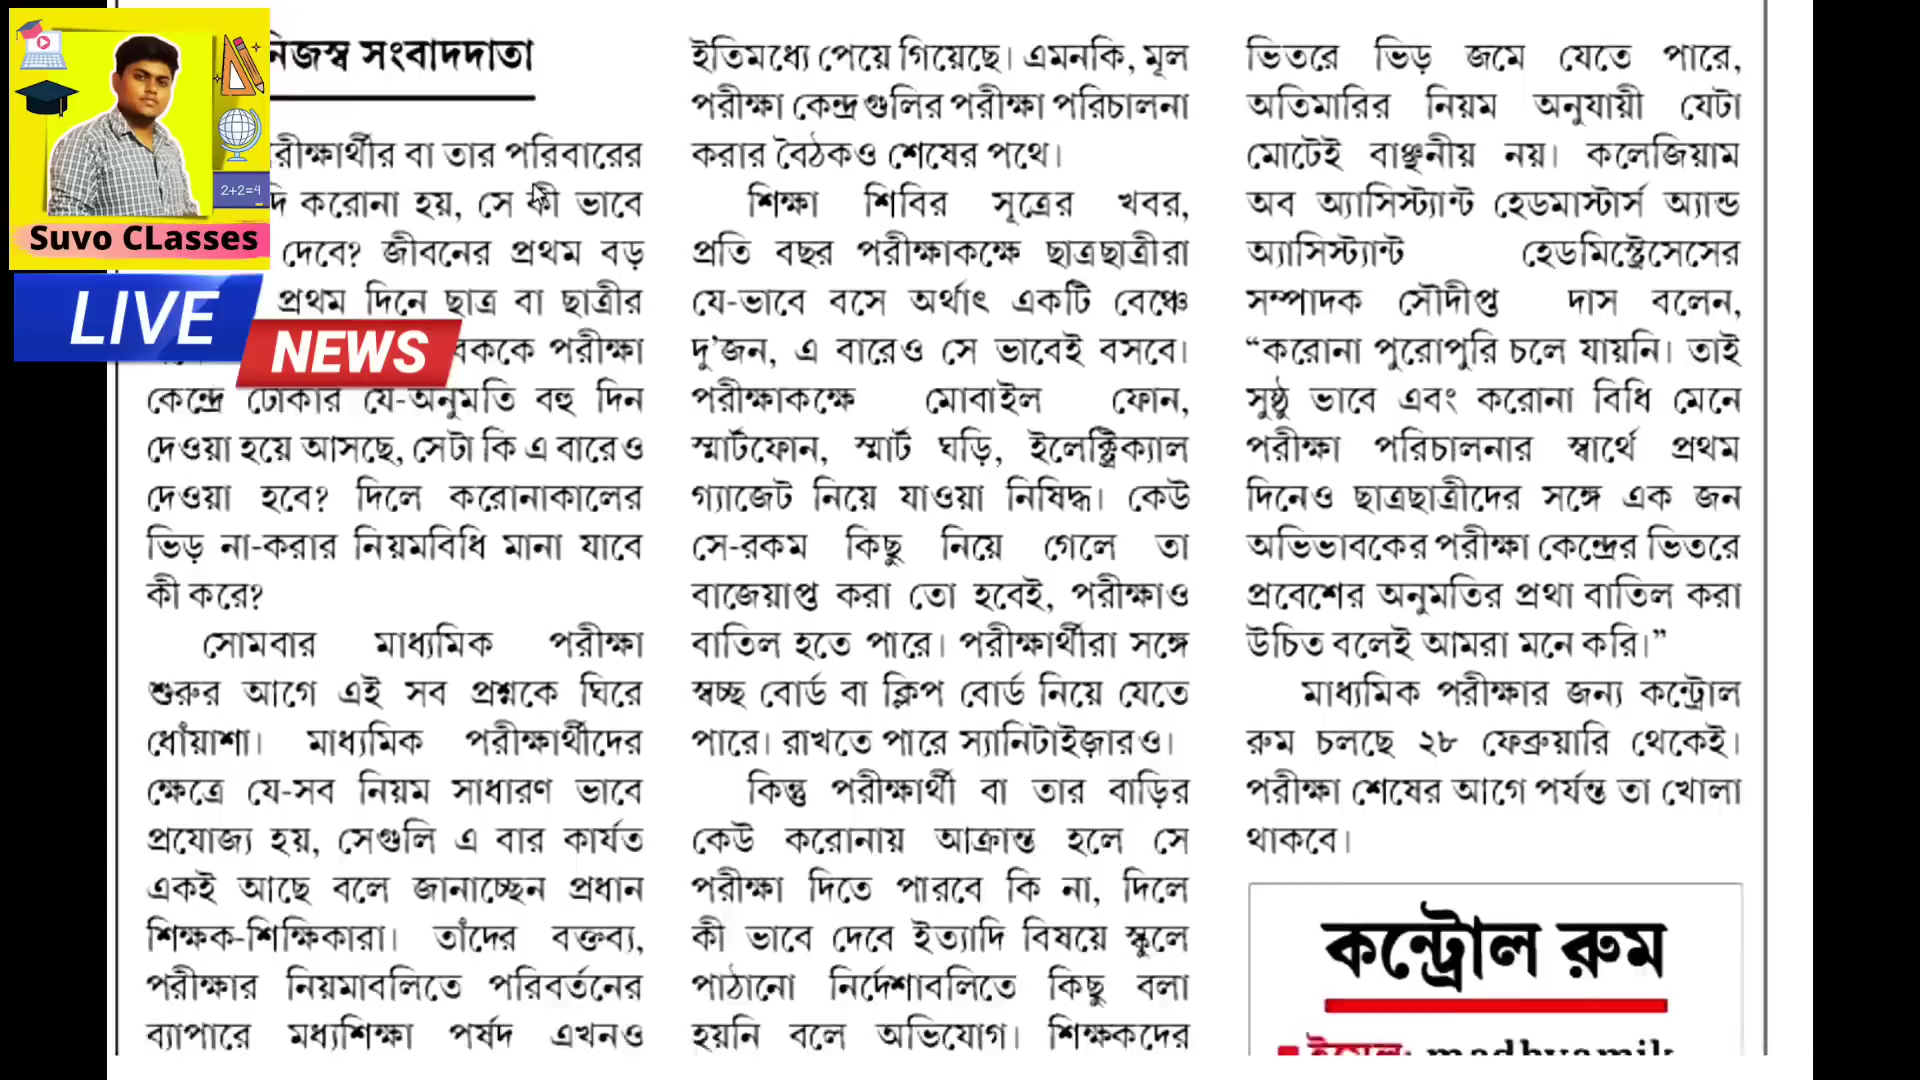 নিজস্ব সংবাদদাতা
রীক্ষার্থীর বা তার পরিবারের
দি করোনা হয়, সে কী ভাবে
দেবে? জীবনের প্রথম বড়
প্রথম দিনে ছাত্র বা ছাত্রীর
বককে পরীক্ষা
কেন্দ্রে ঢোকার যে-অনুমতি বহু দিন
দেওয়া হয়ে আসছে, সেটা কি এ বারেও
দেওয়া হবে? দিলে করোনাকালের
ভিড় না-করার নিয়মবিধি মানা যাবে
কী করে?
সোমবার মাধ্যমিক পরীক্ষা
শুরুর আগে এই সব প্রশ্নকে ঘিরে
ধোঁয়াশা। মাধ্যমিক পরীক্ষার্থীদের
ক্ষেত্রে যে-সব নিয়ম সাধারণ ভাবে
প্রযোজ্য হয়, সেগুলি এ বার কার্যত
একই আছে বলে জানাচ্ছেন প্রধান
শিক্ষক-শিক্ষিকারা। তাঁদের বক্তব্য,
পরীক্ষার নিয়মাবলিতে পরিবর্তনের
ব্যাপারে মধ্যশিক্ষা পর্ষদ এখনও
ইতিমধ্যে পেয়ে গিয়েছে। এমনকি, মূল
পরীক্ষা কেন্দ্রগুলির পরীক্ষা পরিচালনা
করার বৈঠকও শেষের পথে।
শিক্ষা শিবির সূত্রের খবর,
প্রতি বছর পরীক্ষাকক্ষে ছাত্রছাত্রীরা
যে-ভাবে বসে অর্থাৎ একটি বেঞ্চে
দু’জন, এ বারেও সে ভাবেই বসবে।
পরীক্ষাকক্ষে মোবাইল ফোন,
স্মার্টফোন, স্মার্ট ঘড়ি, ইলেক্ট্রিক্যাল
গ্যাজেট নিয়ে যাওয়া নিষিদ্ধ। কেউ
সে-রকম কিছু নিয়ে গেলে তা
বাজেয়াপ্ত করা তো হবেই, পরীক্ষাও
বাতিল হতে পারে। পরীক্ষার্থীরা সঙ্গে
স্বচ্ছ বোর্ড বা ক্লিপ বোর্ড নিয়ে যেতে
পারে। রাখতে পারে স্যানিটাইজ়ারও।
কিন্তু পরীক্ষার্থী বা তার বাড়ির
কেউ করোনায় আক্রান্ত হলে সে
পরীক্ষা দিতে পারবে কি না, দিলে
কী ভাবে দেবে ইত্যাদি বিষয়ে স্কুলে
পাঠানো নির্দেশাবলিতে কিছু বলা
হয়নি বলে অভিযোগ। শিক্ষকদের
ভিতরে ভিড় জমে যেতে পারে,
অতিমারির নিয়ম অনুযায়ী যেটা
মোটেই বাঞ্ছনীয় নয়। কলেজিয়াম
অব অ্যাসিস্ট্যান্ট হেডমাস্টার্স অ্যান্ড
অ্যাসিস্ট্যান্ট হেডমিস্ট্রেসেসের
সম্পাদক সৌদীপ্ত দাস বলেন,
“করোনা পুরোপুরি চলে যায়নি। তাই
সুষ্ঠু ভাবে এবং করোনা বিধি মেনে
পরীক্ষা পরিচালনার স্বার্থে প্রথম
দিনেও ছাত্রছাত্রীদের সঙ্গে এক জন
অভিভাবকের পরীক্ষা কেন্দ্রের ভিতরে
প্রবেশের অনুমতির প্রথা বাতিল করা
উচিত বলেই আমরা মনে করি।”
মাধ্যমিক পরীক্ষার জন্য কন্ট্রোল
রুম চলছে ২৮ ফেব্রুয়ারি থেকেই।
পরীক্ষা শেষের আগে পর্যন্ত তা খোলা
থাকবে।
কন্ট্রোল রুম
ইমেল: madhyamik
2+2=4
Suvo CLasses
LIVE
NEWS